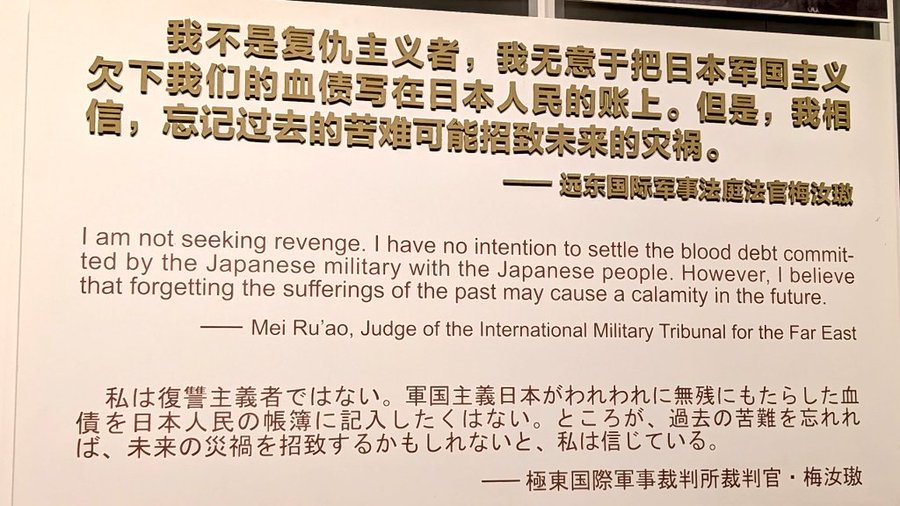 我不是复仇主义者，我无意于把日本军国主义
欠下我们的血债写在日本人民的账上。但是，我相
信，忘记过去的苦难可能招致未来的灾祸。
—— 远东国际军事法庭法官梅汝璈
I am not seeking revenge. I have no intention to settle the blood debt commit-
ted by the Japanese military with the Japanese people. However, I believe
that forgetting the sufferings of the past may cause a calamity in the future.
—— Mei Ru’ao, Judge of the International Military Tribunal for the Far East
私は復讐主義者ではない。軍国主義日本がわれわれに無残にもたらした血
債を日本人民の帳簿に記入したくはない。ところが、過去の苦難を忘れれ
ば、未来の災禍を招致するかもしれないと、私は信じている。
——極東国際軍事裁判所裁判官・梅汝璈